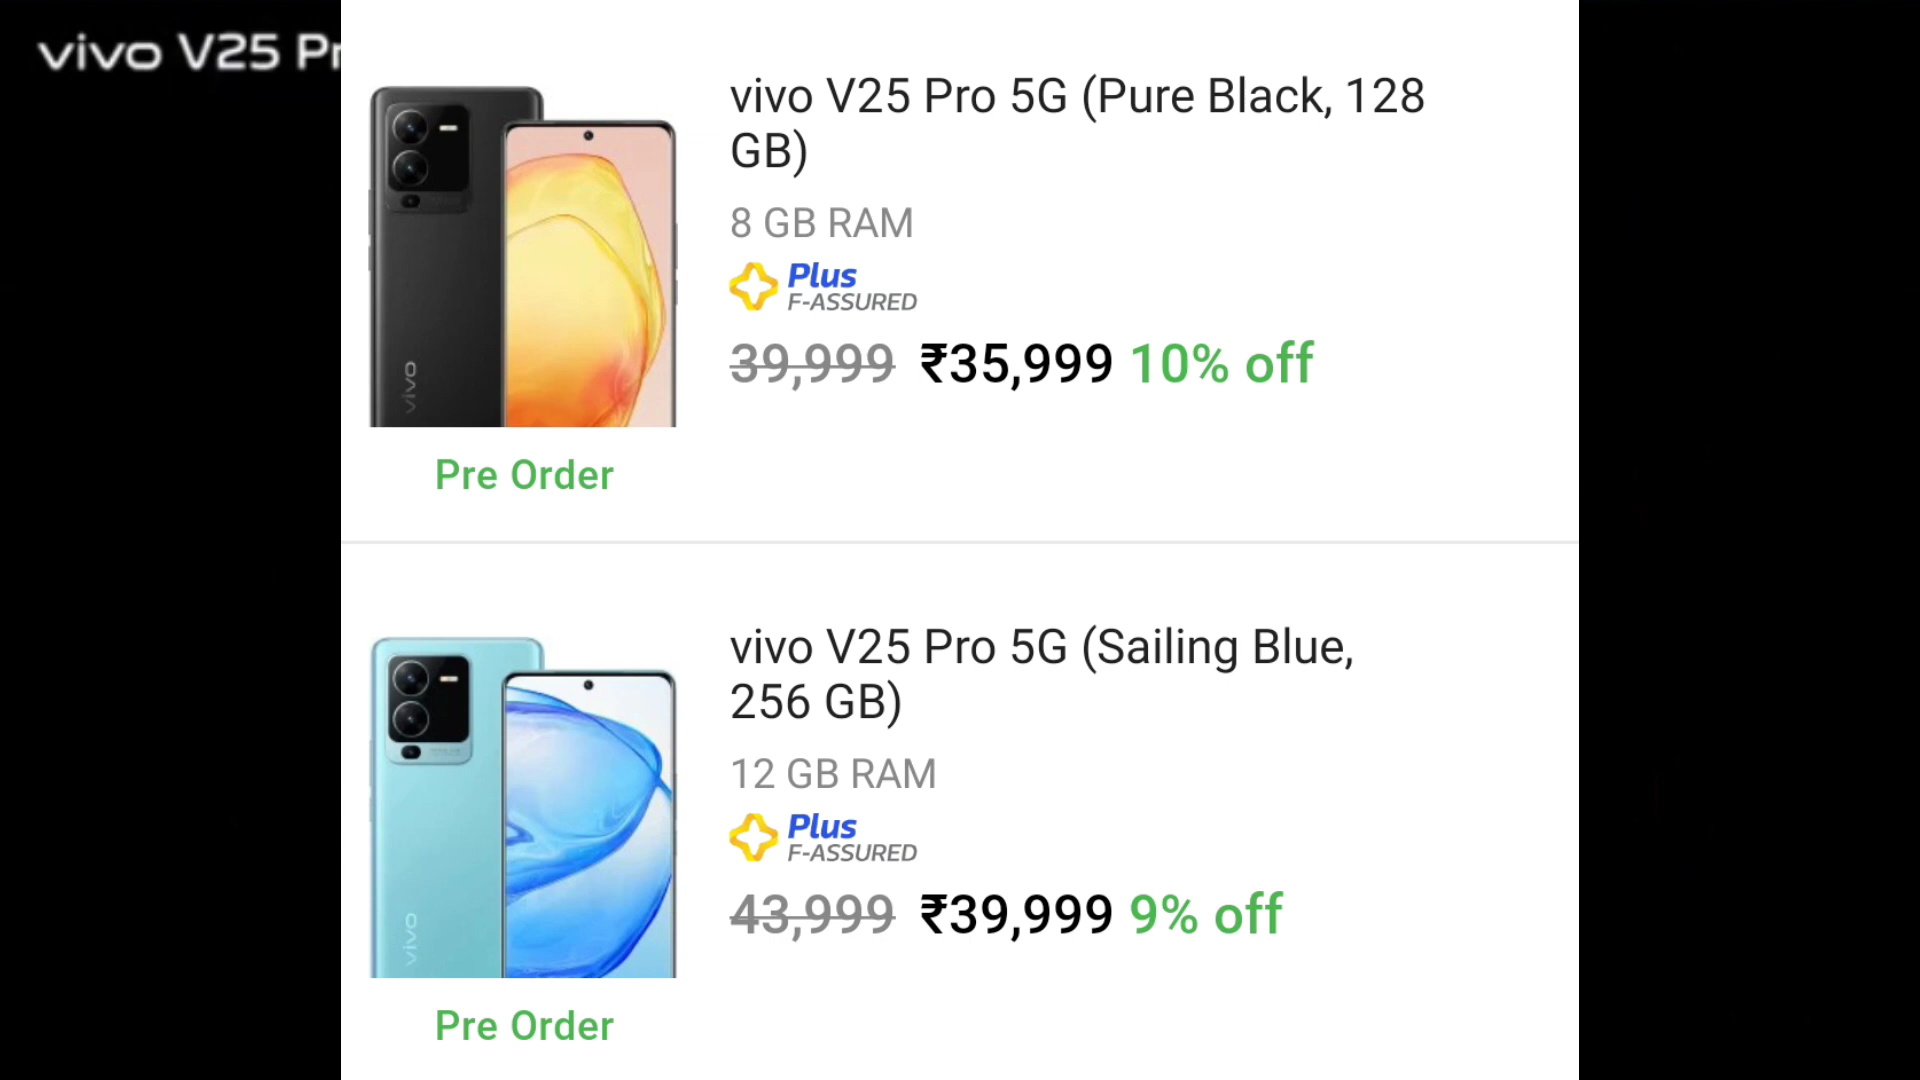 vivo V25 Pr
vivo V25 Pro 5G (Pure Black, 128
GB)
8 GB RAM
Plus
F-ASSURED
39,999 ₹35,999 10% off
vivo
Pre Order
vivo V25 Pro 5G (Sailing Blue,
256 GB)
12 GB RAM
Plus
F-ASSURED
43,999 ₹39,999 9% off
vivo
Pre Order